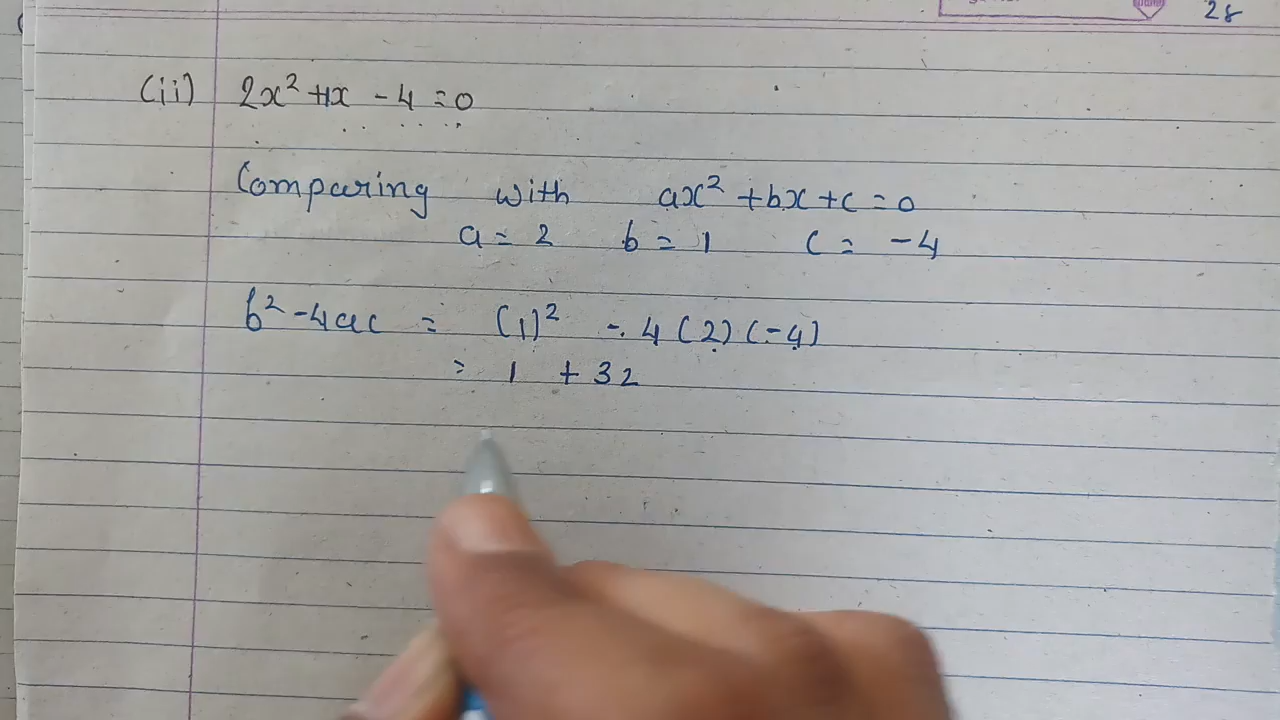 28
(ii) 2x² + 1x - 4 = 0
Comparing with ax² + bx + c = 0
a = 2 b = 1 c = -4
b² - 4ac = (1)² - 4 (2) (-4)
= 1 + 32